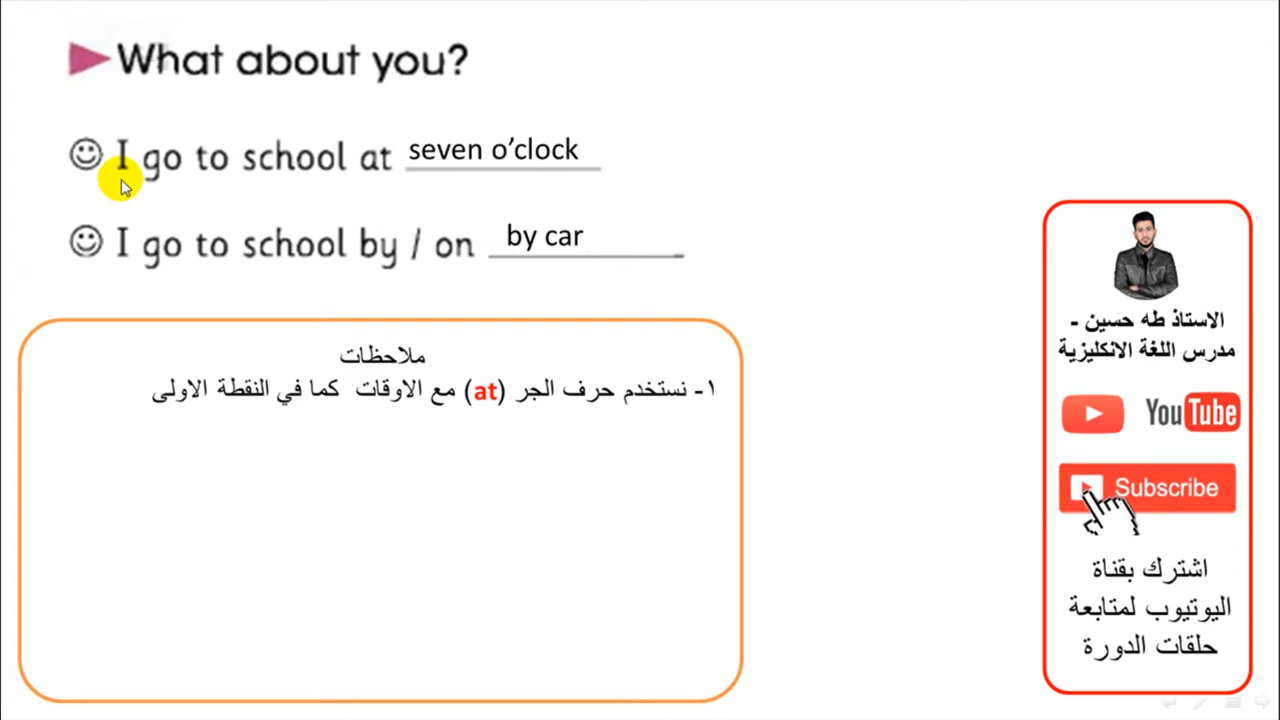 What about you?
I go to school at seven o’clock
I go to school by / on by car
ملاحظات
١- نستخدم حرف الجر (at) مع الاوقات كما في النقطة الاولى
الاستاذ طه حسين -
مدرس اللغة الانكليزية
YouTube
Subscribe
اشترك بقناة
اليوتيوب لمتابعة
حلقات الدورة